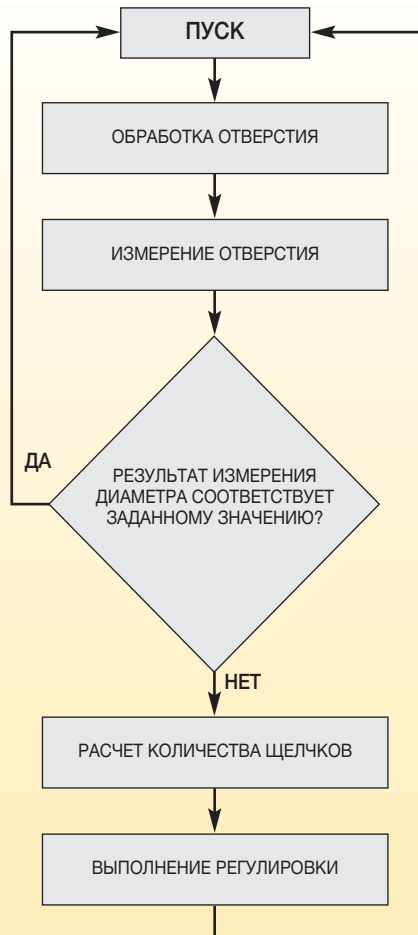 ПУСК
ОБРАБОТКА ОТВЕРСТИЯ
ИЗМЕРЕНИЕ ОТВЕРСТИЯ
ДА
РЕЗУЛЬТАТ ИЗМЕРЕНИЯ
ДИАМЕТРА СООТВЕТСТВУЕТ
ЗАДАННОМУ ЗНАЧЕНИЮ?
НЕТ
РАСЧЕТ КОЛИЧЕСТВА ЩЕЛЧКОВ
ВЫПОЛНЕНИЕ РЕГУЛИРОВКИ